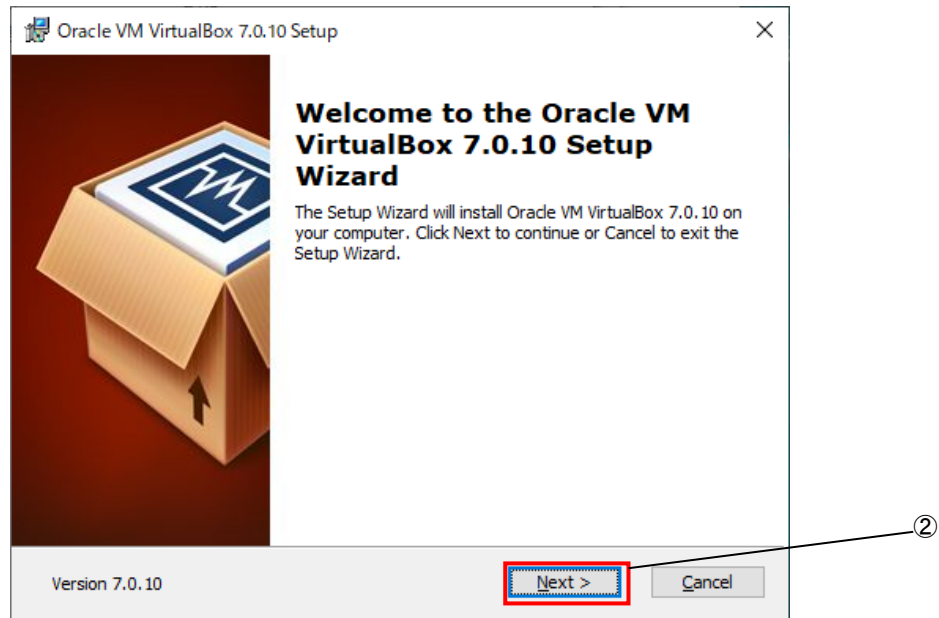 Oracle VM VirtualBox 7.0.10 Setup
Welcome to the Oracle VM
VirtualBox 7.0.10 Setup
Wizard
The Setup Wizard will install Oracle VM VirtualBox 7.0.10 on
your computer. Click Next to continue or Cancel to exit the
Setup Wizard.
②
Version 7.0.10
Next >
Cancel